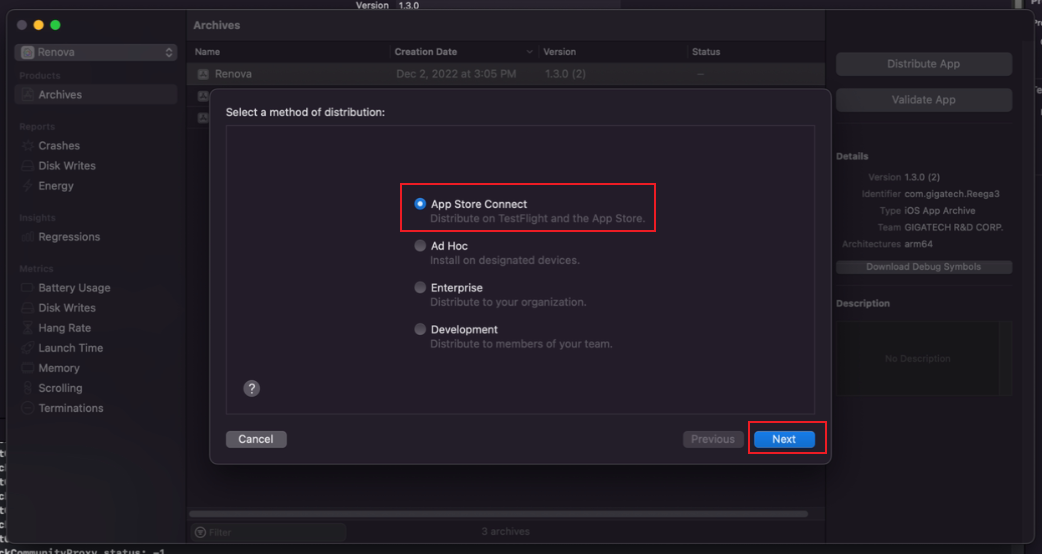 Version 1.3.0
Archives
Renova
Name Creation Date Version Status
Renova Dec 2, 2022 at 3:05 PM 1.3.0 (2) --
Products
Archives
Reports
Crashes
Disk Writes
Energy
Insights
Regressions
Metrics
Battery Usage
Disk Writes
Hang Rate
Launch Time
Memory
Scrolling
Terminations
Select a method of distribution:
App Store Connect
Distribute on TestFlight and the App Store.
Ad Hoc
Install on designated devices.
Enterprise
Distribute to your organization.
Development
Distribute to members of your team.
?
Cancel Previous Next
Distribute App
Validate App
Details
Version 1.3.0 (2)
Identifier com.gigatech.Reega3
Type iOS App Archive
Team GIGATECH R&D CORP.
Architectures arm64
Download Debug Symbols
Description
No Description
Filter 3 archives
ckCommunityProxy status: -1